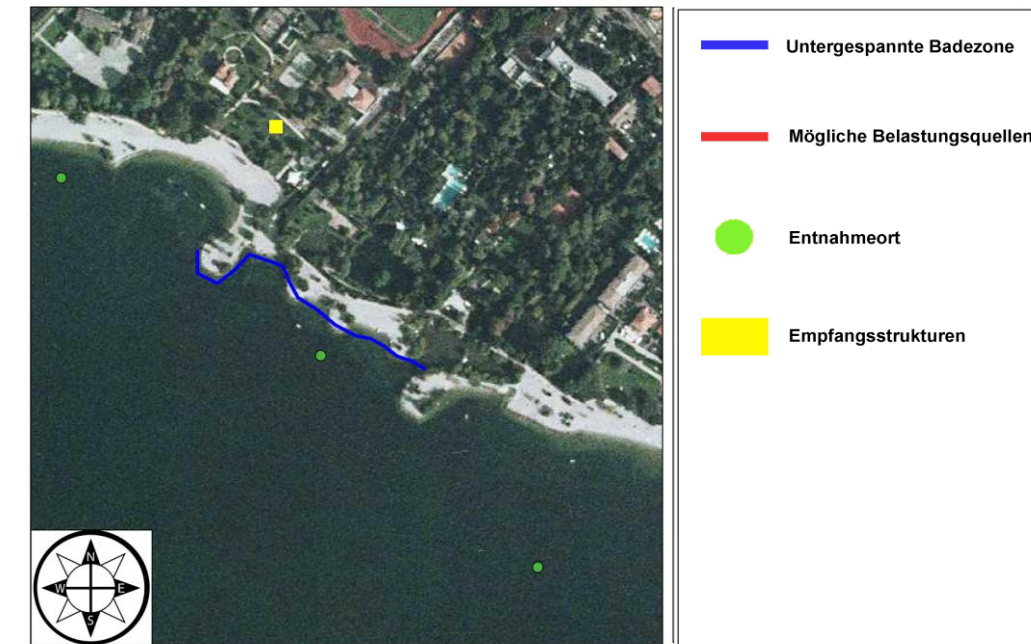 Untergespannte Badezone
Mögliche Belastungsquellen
Entnahmeort
Empfangsstrukturen
N
W E
S